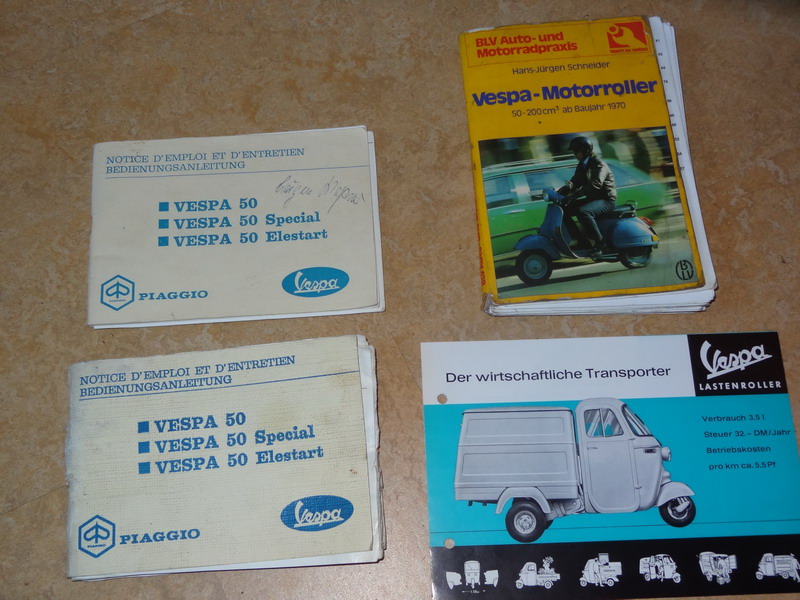 NOTICE D'EMPLOI ET D'ENTRETIEN
BEDIENUNGSANLEITUNG
VESPA 50
VESPA 50 Special
VESPA 50 Elestart
PIAGGIO
Vespa
BLV Auto- und
Motorradpraxis
Hans-Jürgen Schneider
Vespa-Motorroller
50-200 cm³ ab Baujahr 1970
BLV
NOTICE D'EMPLOI ET D'ENTRETIEN
BEDIENUNGSANLEITUNG
VESPA 50
VESPA 50 Special
VESPA 50 Elestart
PIAGGIO
Vespa
Vespa
LASTENROLLER
Der wirtschaftliche Transporter
Verbrauch 3,5 l
Steuer 32.- DM/Jahr
Betriebskosten
pro km ca. 5,5 Pf